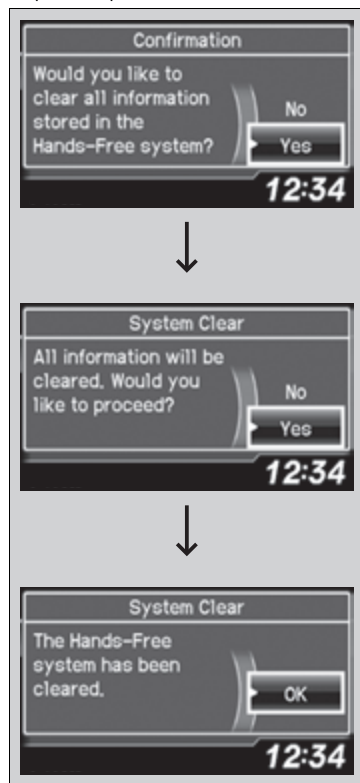 Confirmation
Would you like to
clear all information
stored in the
Hands-Free system?
No
Yes
12:34
System Clear
All information will be
cleared. Would you
like to proceed?
No
Yes
12:34
System Clear
The Hands-Free
system has been
cleared.
OK
12:34